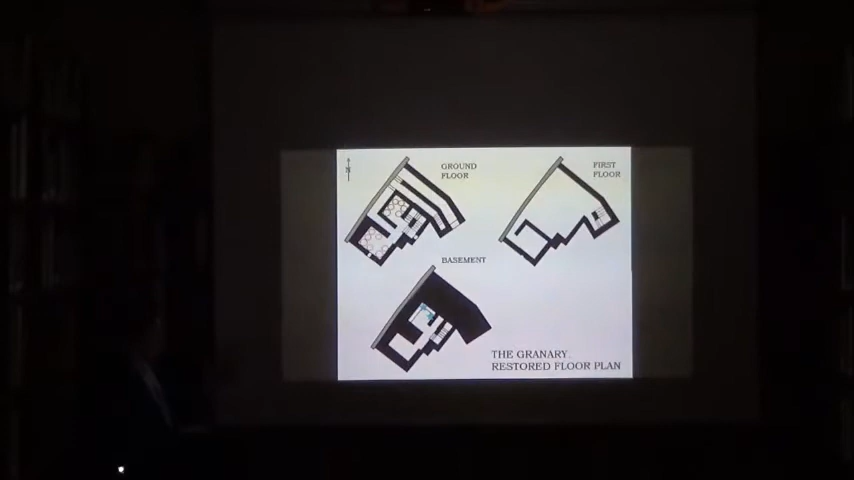 N
GROUND
FLOOR
FIRST
FLOOR
BASEMENT
THE GRANARY
RESTORED FLOOR PLAN